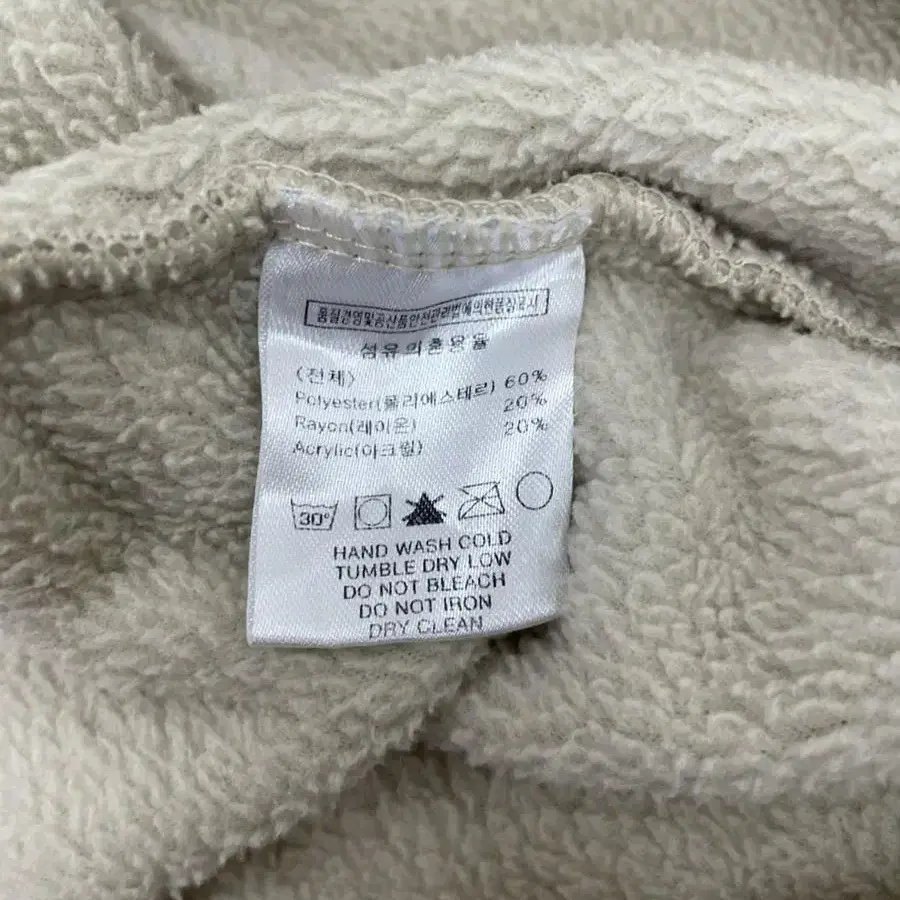 품질경영및공산품안전관리법에의한품질표시
섬유의혼용율
〈전체〉
Polyester(폴리에스테르) 60%
Rayon(레이온) 20%
Acrylic(아크릴) 20%
30°
HAND WASH COLD
TUMBLE DRY LOW
DO NOT BLEACH
DO NOT IRON
DRY CLEAN